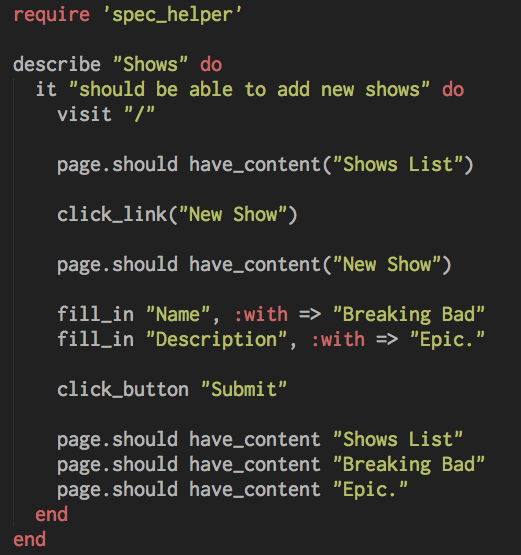 require 'spec_helper'
describe "Shows" do
it "should be able to add new shows" do
visit "/"
page.should have_content("Shows List")
click_link("New Show")
page.should have_content("New Show")
fill_in "Name", :with => "Breaking Bad"
fill_in "Description", :with => "Epic."
click_button "Submit"
page.should have_content "Shows List"
page.should have_content "Breaking Bad"
page.should have_content "Epic."
end
end